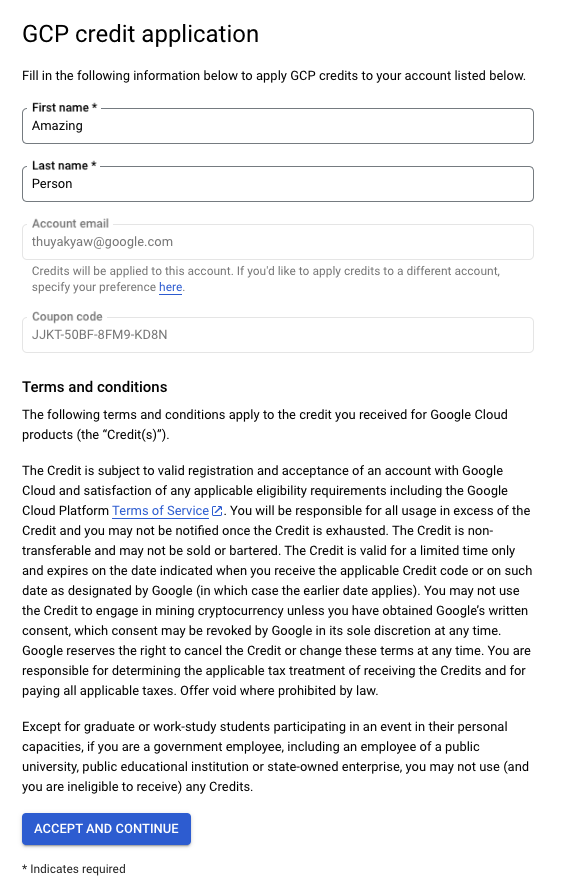 GCP credit application
Fill in the following information below to apply GCP credits to your account listed below.
First name *
Amazing
Last name *
Person
Account email
thuyakyaw@google.com
Credits will be applied to this account. If you'd like to apply credits to a different account,
specify your preference here.
Coupon code
JJKT-50BF-8FM9-KD8N
Terms and conditions
The following terms and conditions apply to the credit you received for Google Cloud
products (the “Credit(s)”).
The Credit is subject to valid registration and acceptance of an account with Google
Cloud and satisfaction of any applicable eligibility requirements including the Google
Cloud Platform Terms of Service. You will be responsible for all usage in excess of the
Credit and you may not be notified once the Credit is exhausted. The Credit is non-
transferable and may not be sold or bartered. The Credit is valid for a limited time only
and expires on the date indicated when you receive the applicable Credit code or on such
date as designated by Google (in which case the earlier date applies). You may not use
the Credit to engage in mining cryptocurrency unless you have obtained Google’s written
consent, which consent may be revoked by Google in its sole discretion at any time.
Google reserves the right to cancel the Credit or change these terms at any time. You are
responsible for determining the applicable tax treatment of receiving the Credits and for
paying all applicable taxes. Offer void where prohibited by law.
Except for graduate or work-study students participating in an event in their personal
capacities, if you are a government employee, including an employee of a public
university, public educational institution or state-owned enterprise, you may not use (and
you are ineligible to receive) any Credits.
ACCEPT AND CONTINUE
* Indicates required